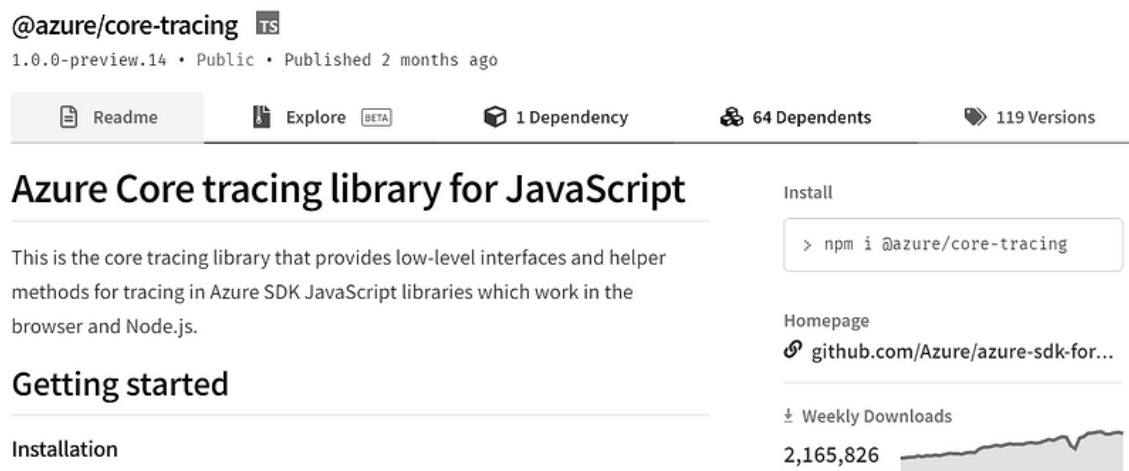 @azure/core-tracing TS
1.0.0-preview.14 • Public • Published 2 months ago
Readme
Explore BETA
1 Dependency
64 Dependents
119 Versions
Azure Core tracing library for JavaScript
This is the core tracing library that provides low-level interfaces and helper
methods for tracing in Azure SDK JavaScript libraries which work in the
browser and Node.js.
Getting started
Installation
Install
> npm i @azure/core-tracing
Homepage
github.com/Azure/azure-sdk-for...
Weekly Downloads
2,165,826